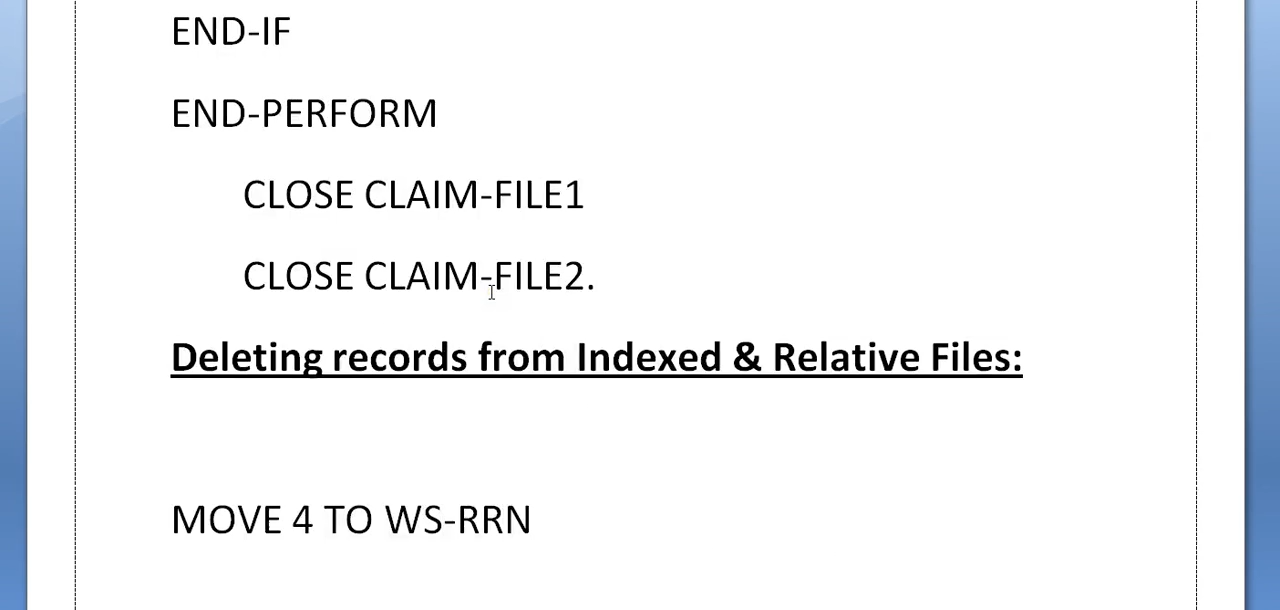 END-IF
END-PERFORM
CLOSE CLAIM-FILE1
CLOSE CLAIM-FILE2.
Deleting records from Indexed & Relative Files:
MOVE 4 TO WS-RRN